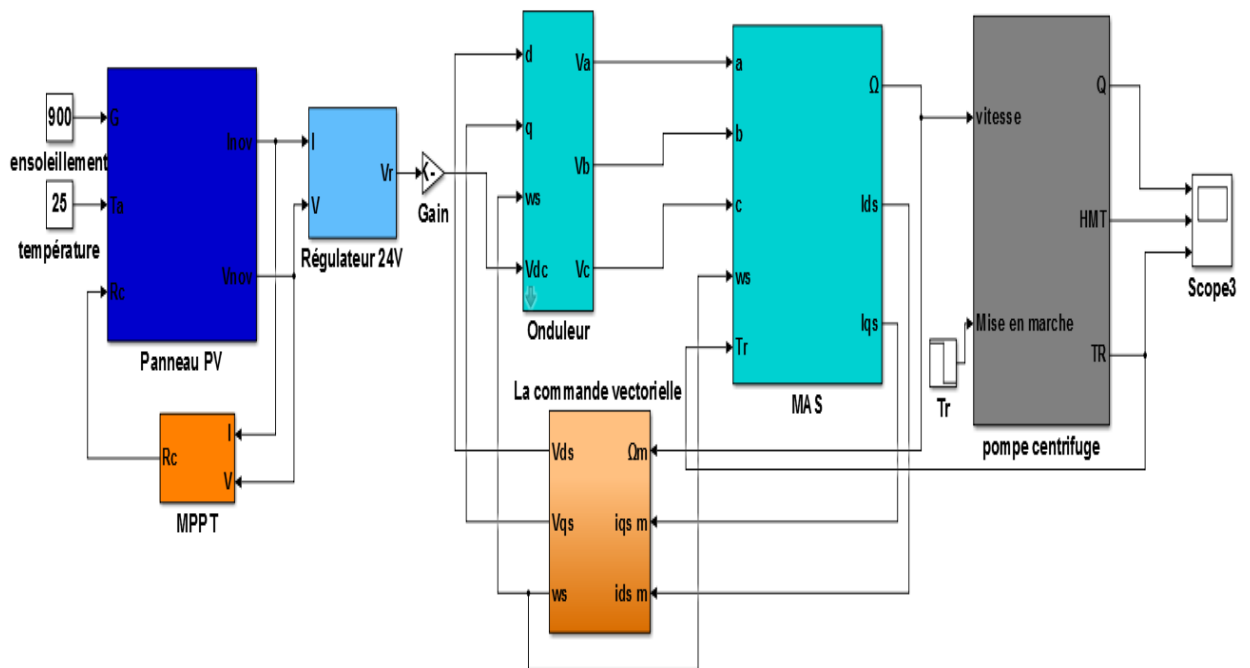 900
ensoleillement
25
température
G
Ta
Rc
Inov
Vnov
Panneau PV
I
V
Vr
Régulateur 24V
Gain
d
q
ws
Vdc
Va
Vb
Vc
Onduleur
a
b
c
ws
Tr
Ω
Ids
Iqs
MAS
vitesse
Mise en marche
Q
HMT
TR
pompe centrifuge
Tr
Scope3
Rc
I
V
MPPT
La commande vectorielle
Vds
Vqs
ws
Ωm
iqs m
ids m